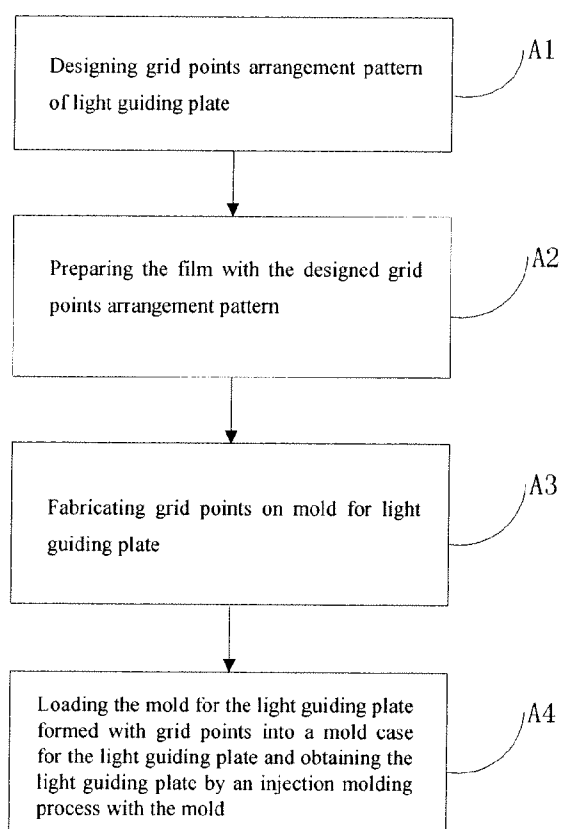 Designing grid points arrangement pattern
of light guiding plate
A1
Preparing the film with the designed grid
points arrangement pattern
A2
Fabricating grid points on mold for light
guiding plate
A3
Loading the mold for the light guiding plate
formed with grid points into a mold case
for the light guiding plate and obtaining the
light guiding plate by an injection molding
process with the mold
A4